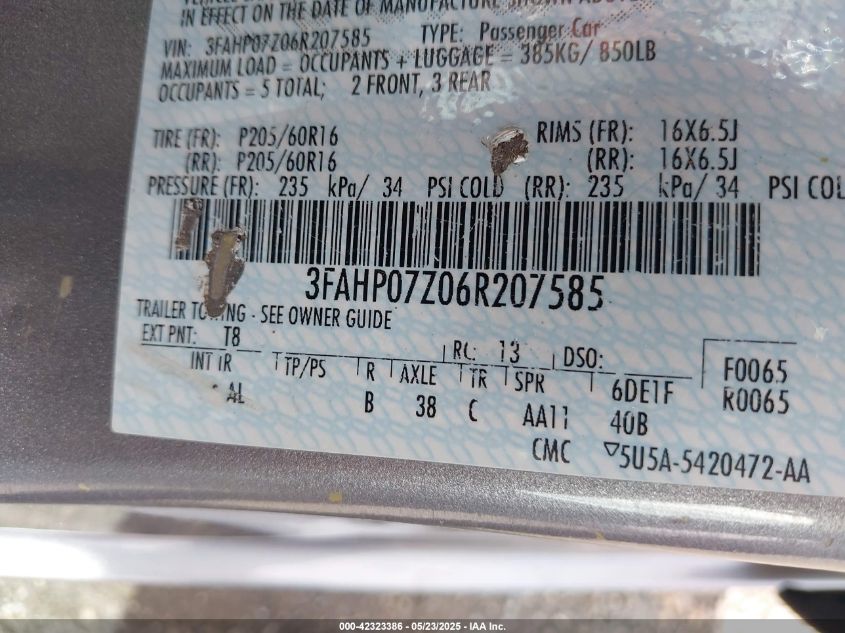 IN EFFECT ON THE DATE OF MANUFACTURE SHOWN ABOVE.
VIN: 3FAHP07Z06R207585 TYPE: Passenger Car
MAXIMUM LOAD = OCCUPANTS + LUGGAGE = 385KG/ 850LB
OCCUPANTS = 5 TOTAL; 2 FRONT, 3 REAR
TIRE (FR): P205/60R16 RIMS (FR): 16X6.5J
(RR): P205/60R16 (RR): 16X6.5J
PRESSURE (FR): 235 kPa/ 34 PSI COLD (RR): 235 kPa/ 34 PSI COL
3FAHP07Z06R207585
TRAILER TOWING - SEE OWNER GUIDE
EXT PNT: T8 RC: 13 DSO: F0065
INT TR TP/PS R AXLE TR SPR 6DE1F R0065
AL B 38 C AA11 40B
CMC ▽5U5A-5420472-AA
000-42323386 - 05/23/2025 - IAA Inc.